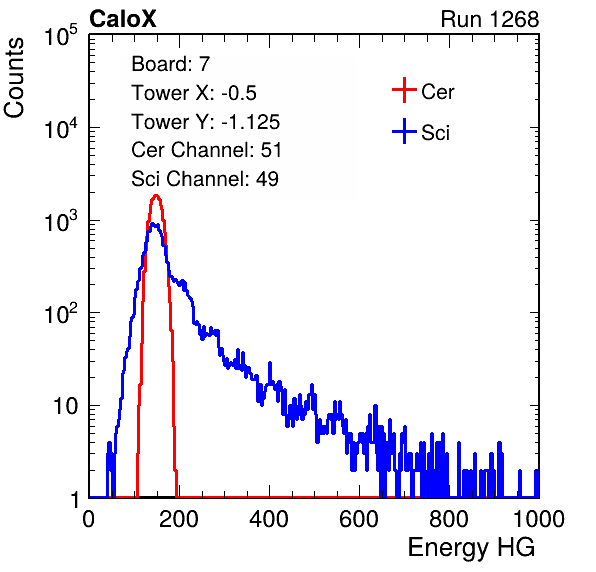 CaloX Run 1268
Counts
Board: 7
Tower X: -0.5
Tower Y: -1.125
Cer Channel: 51
Sci Channel: 49
Cer
Sci
10^5
10^4
10^3
10^2
10
1
0 200 400 600 800 1000
Energy HG